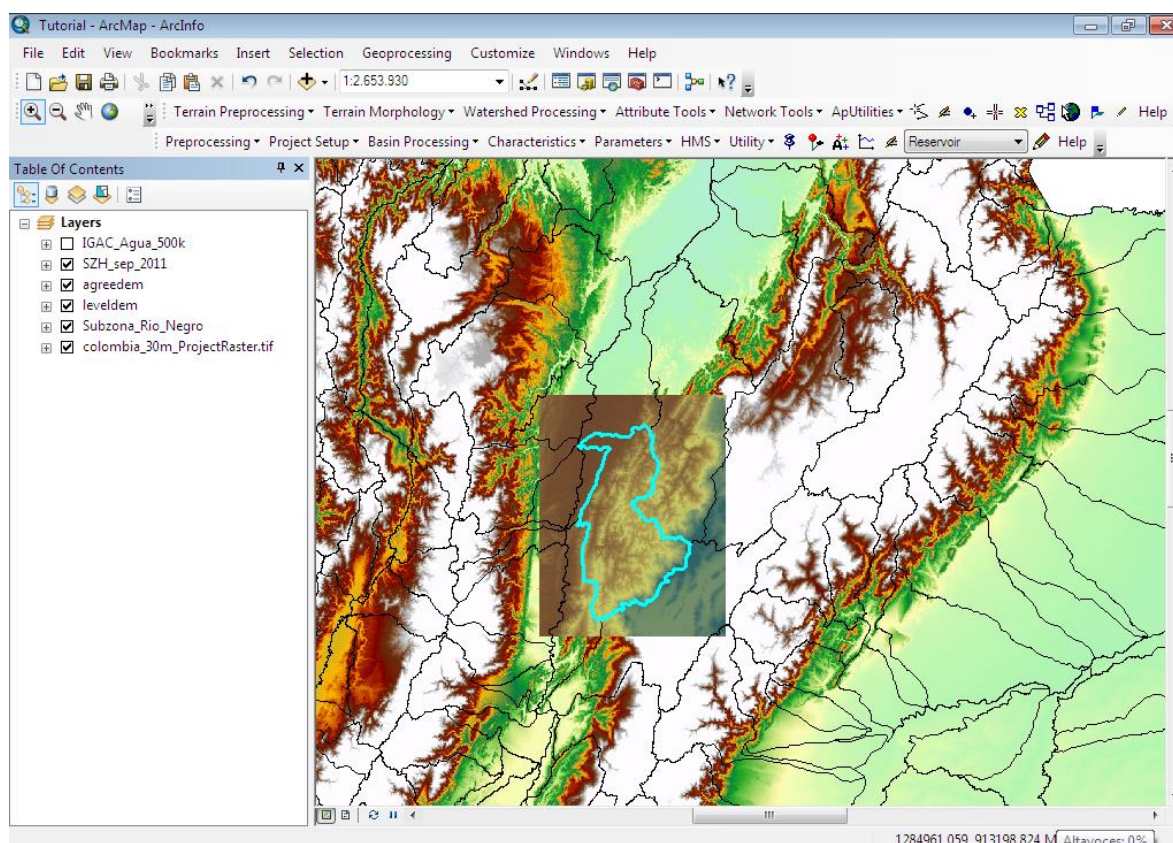 Tutorial - ArcMap - ArcInfo
File Edit View Bookmarks Insert Selection Geoprocessing Customize Windows Help
1:2.653.930
Terrain Preprocessing Terrain Morphology Watershed Processing Attribute Tools Network Tools ApUtilities Help
Preprocessing Project Setup Basin Processing Characteristics Parameters HMS Utility Reservoir Help
Table Of Contents
Layers
IGAC_Agua_500k
SZH_sep_2011
agreedem
leveldem
Subzona_Rio_Negro
colombia_30m_ProjectRaster.tif
1284961,059 913198,824 M Altavoces: 0%